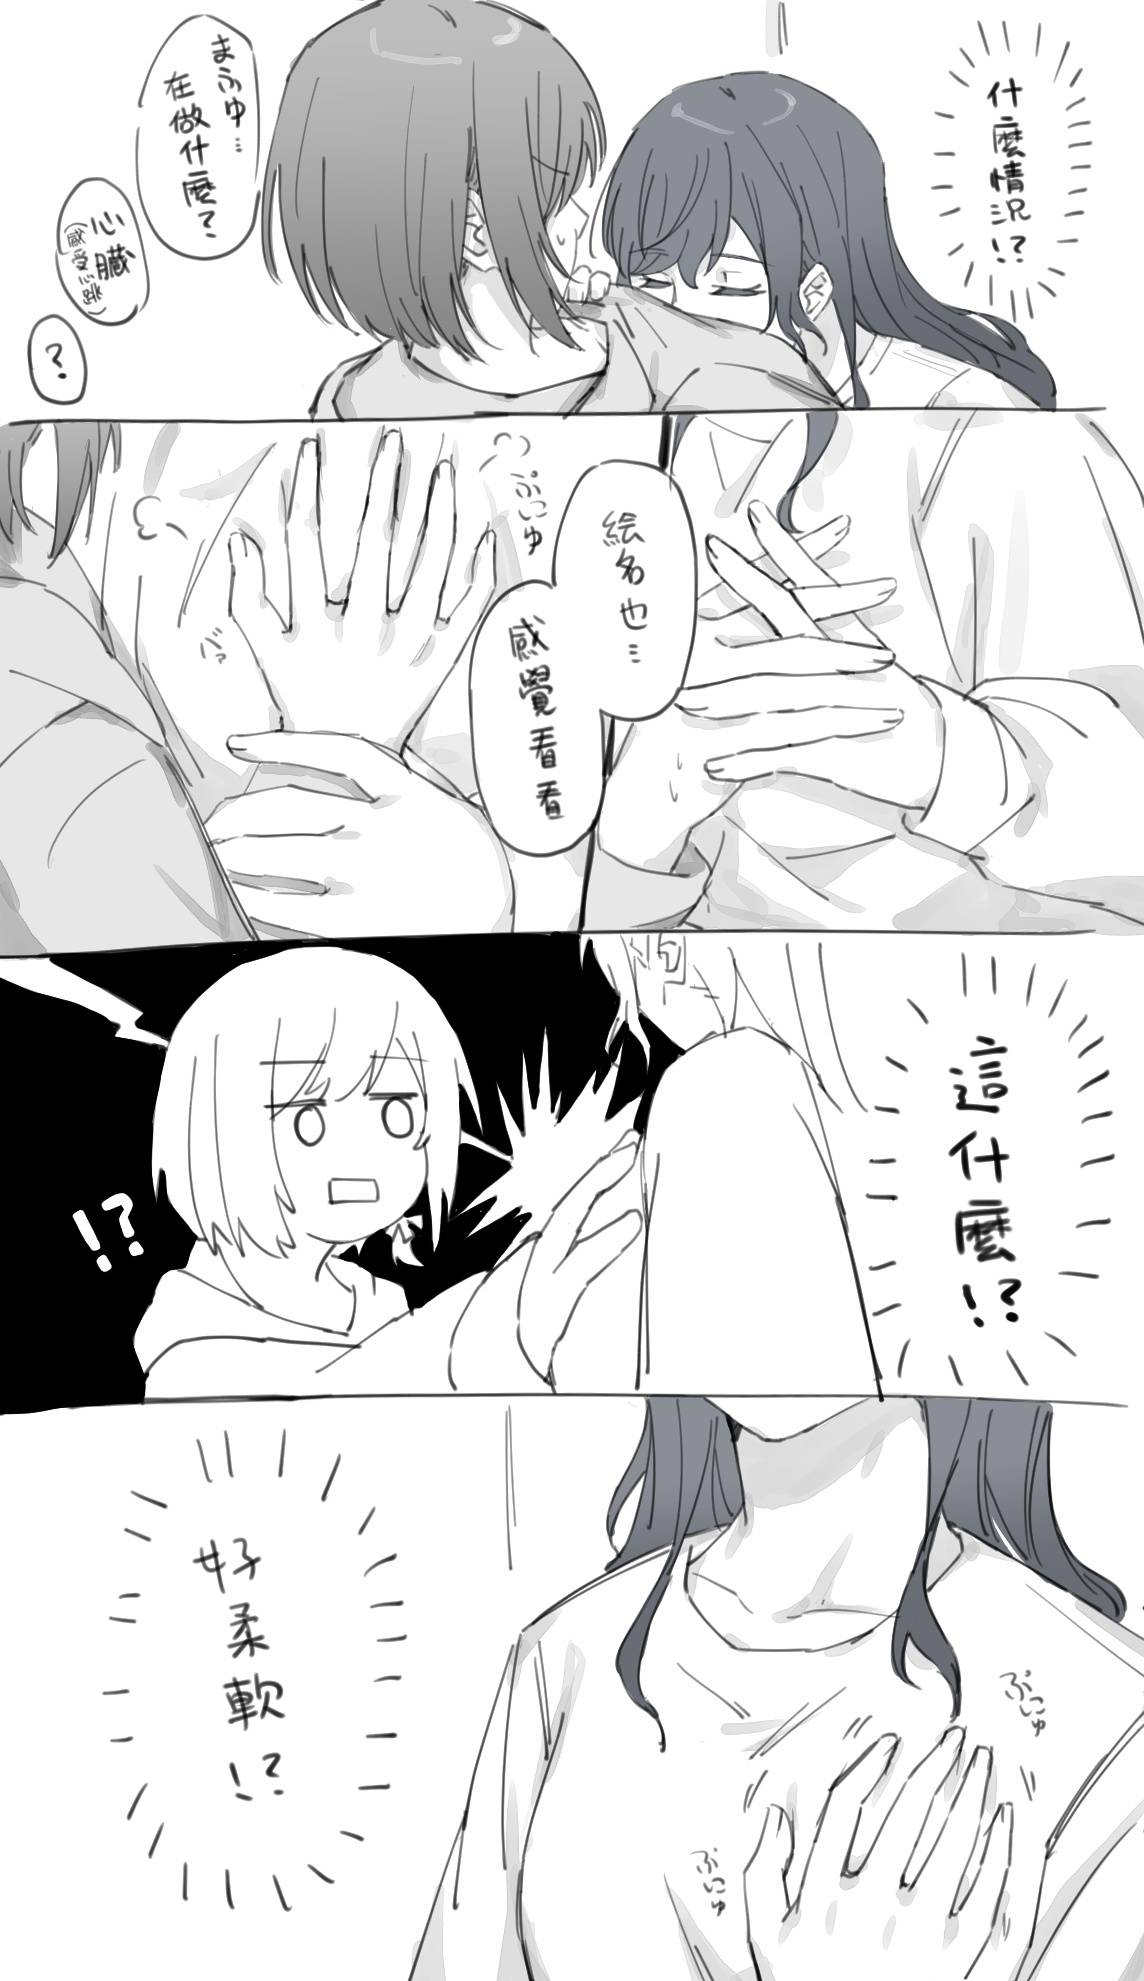 什麼情況!?
まふゆ…
在做什麼?
心臟
(感受心跳)
?
絵名也…
感覺看看
ぷにゅ
バッ
這什麼!?
!?
好柔軟!?
ぷにゅ
ぷにゅ